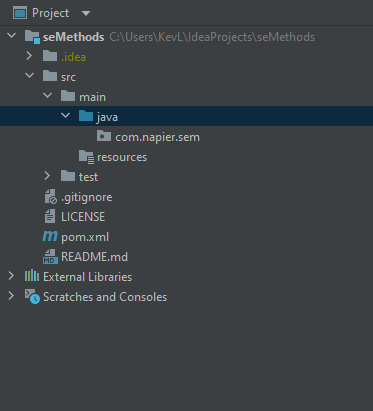 Project
seMethods C:\Users\KevL\IdeaProjects\seMethods
.idea
src
main
java
com.napier.sem
resources
test
.gitignore
LICENSE
m pom.xml
MD README.md
External Libraries
Scratches and Consoles